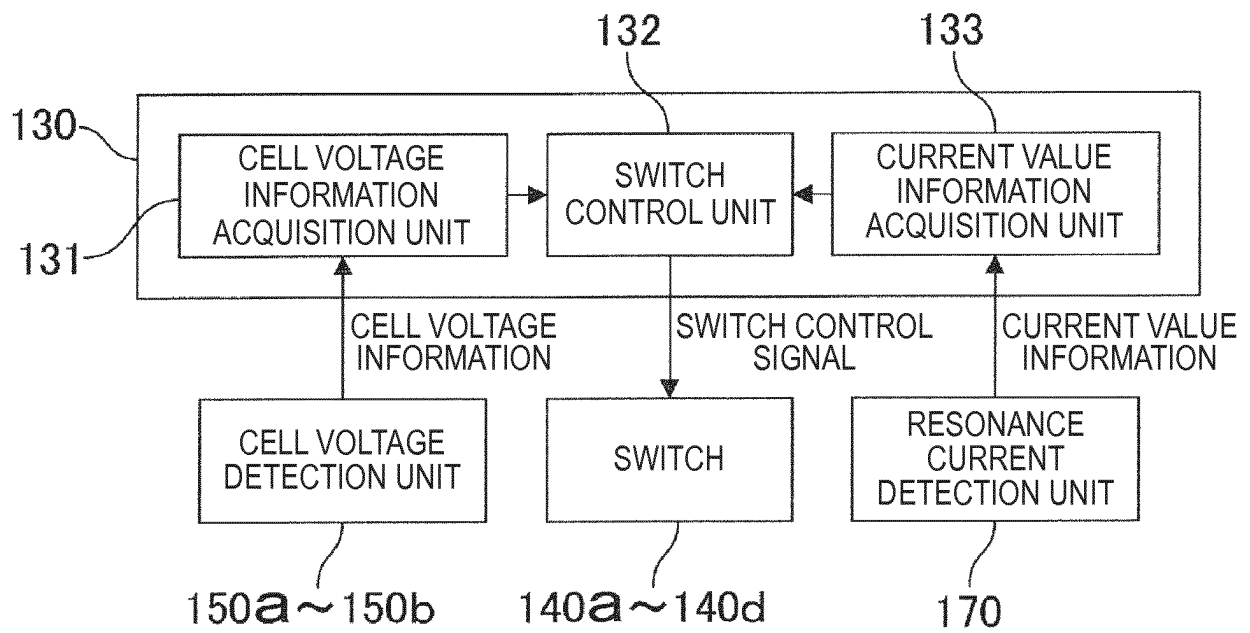 132
133
130
CELL VOLTAGE
INFORMATION
ACQUISITION UNIT
SWITCH
CONTROL UNIT
CURRENT VALUE
INFORMATION
ACQUISITION UNIT
131
CELL VOLTAGE
INFORMATION
SWITCH CONTROL
SIGNAL
CURRENT VALUE
INFORMATION
CELL VOLTAGE
DETECTION UNIT
SWITCH
RESONANCE
CURRENT
DETECTION UNIT
150a～150b
140a～140d
170